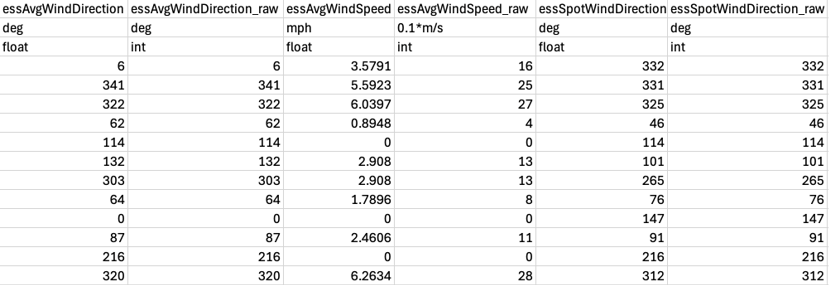 essAvgWindDirection essAvgWindDirection_raw essAvgWindSpeed essAvgWindSpeed_raw essSpotWindDirection essSpotWindDirection_raw
deg deg mph 0.1*m/s deg deg
float int float int float int
6 6 3.5791 16 332 332
341 341 5.5923 25 331 331
322 322 6.0397 27 325 325
62 62 0.8948 4 46 46
114 114 0 0 114 114
132 132 2.908 13 101 101
303 303 2.908 13 265 265
64 64 1.7896 8 76 76
0 0 0 0 147 147
87 87 2.4606 11 91 91
216 216 0 0 216 216
320 320 6.2634 28 312 312